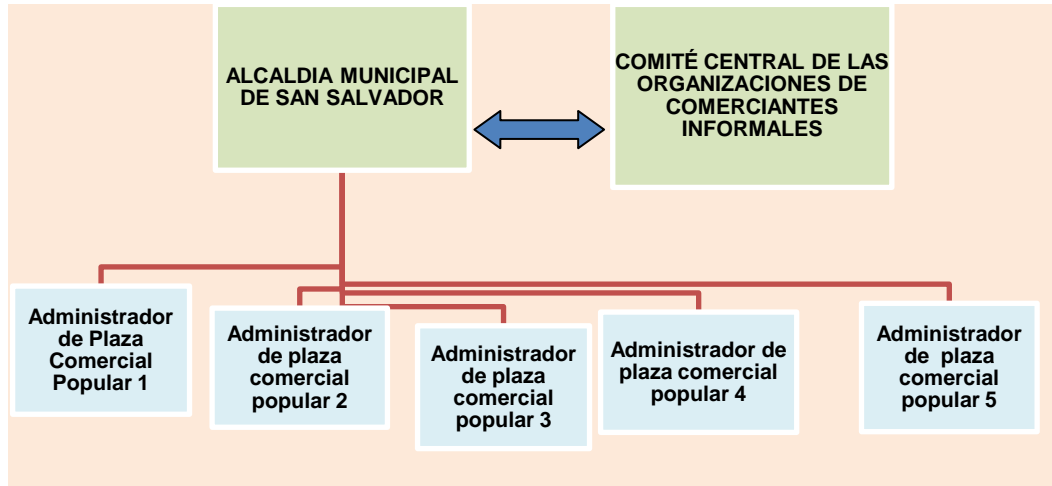 ALCALDIA MUNICIPAL
DE SAN SALVADOR
COMITÉ CENTRAL DE LAS
ORGANIZACIONES DE
COMERCIANTES
INFORMALES
Administrador
de Plaza
Comercial
Popular 1
Administrador
de plaza
comercial
popular 2
Administrador
de plaza
comercial
popular 3
Administrador de
plaza comercial
popular 4
Administrador
de plaza
comercial
popular 5